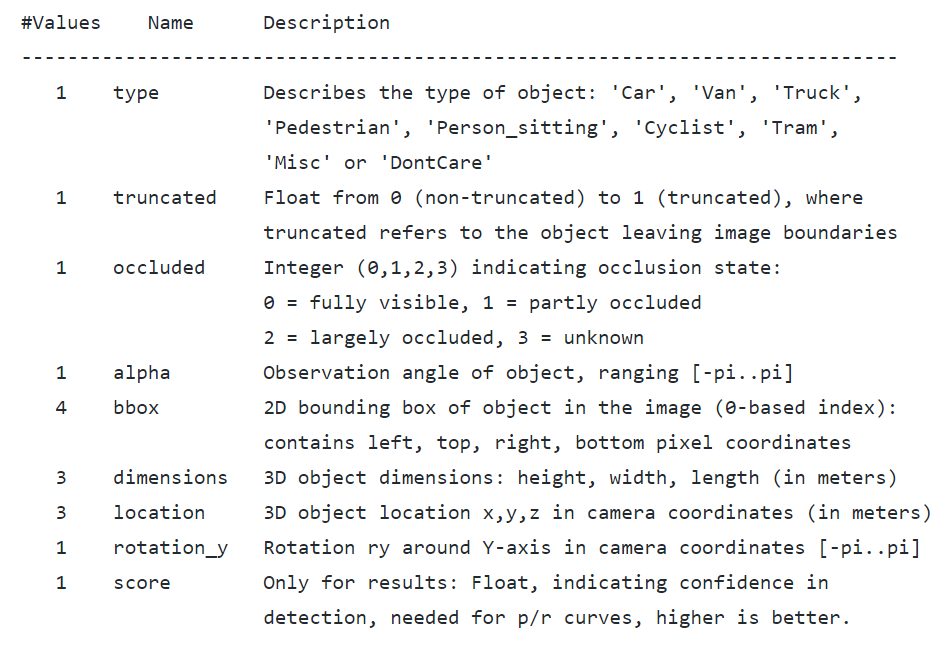 #Values    Name      Description
----------------------------------------------------------------------------
   1    type         Describes the type of object: 'Car', 'Van', 'Truck',
                     'Pedestrian', 'Person_sitting', 'Cyclist', 'Tram',
                     'Misc' or 'DontCare'
   1    truncated    Float from 0 (non-truncated) to 1 (truncated), where
                     truncated refers to the object leaving image boundaries
   1    occluded     Integer (0,1,2,3) indicating occlusion state:
                     0 = fully visible, 1 = partly occluded
                     2 = largely occluded, 3 = unknown
   1    alpha        Observation angle of object, ranging [-pi..pi]
   4    bbox         2D bounding box of object in the image (0-based index):
                     contains left, top, right, bottom pixel coordinates
   3    dimensions   3D object dimensions: height, width, length (in meters)
   3    location     3D object location x,y,z in camera coordinates (in meters)
   1    rotation_y   Rotation ry around Y-axis in camera coordinates [-pi..pi]
   1    score        Only for results: Float, indicating confidence in
                     detection, needed for p/r curves, higher is better.